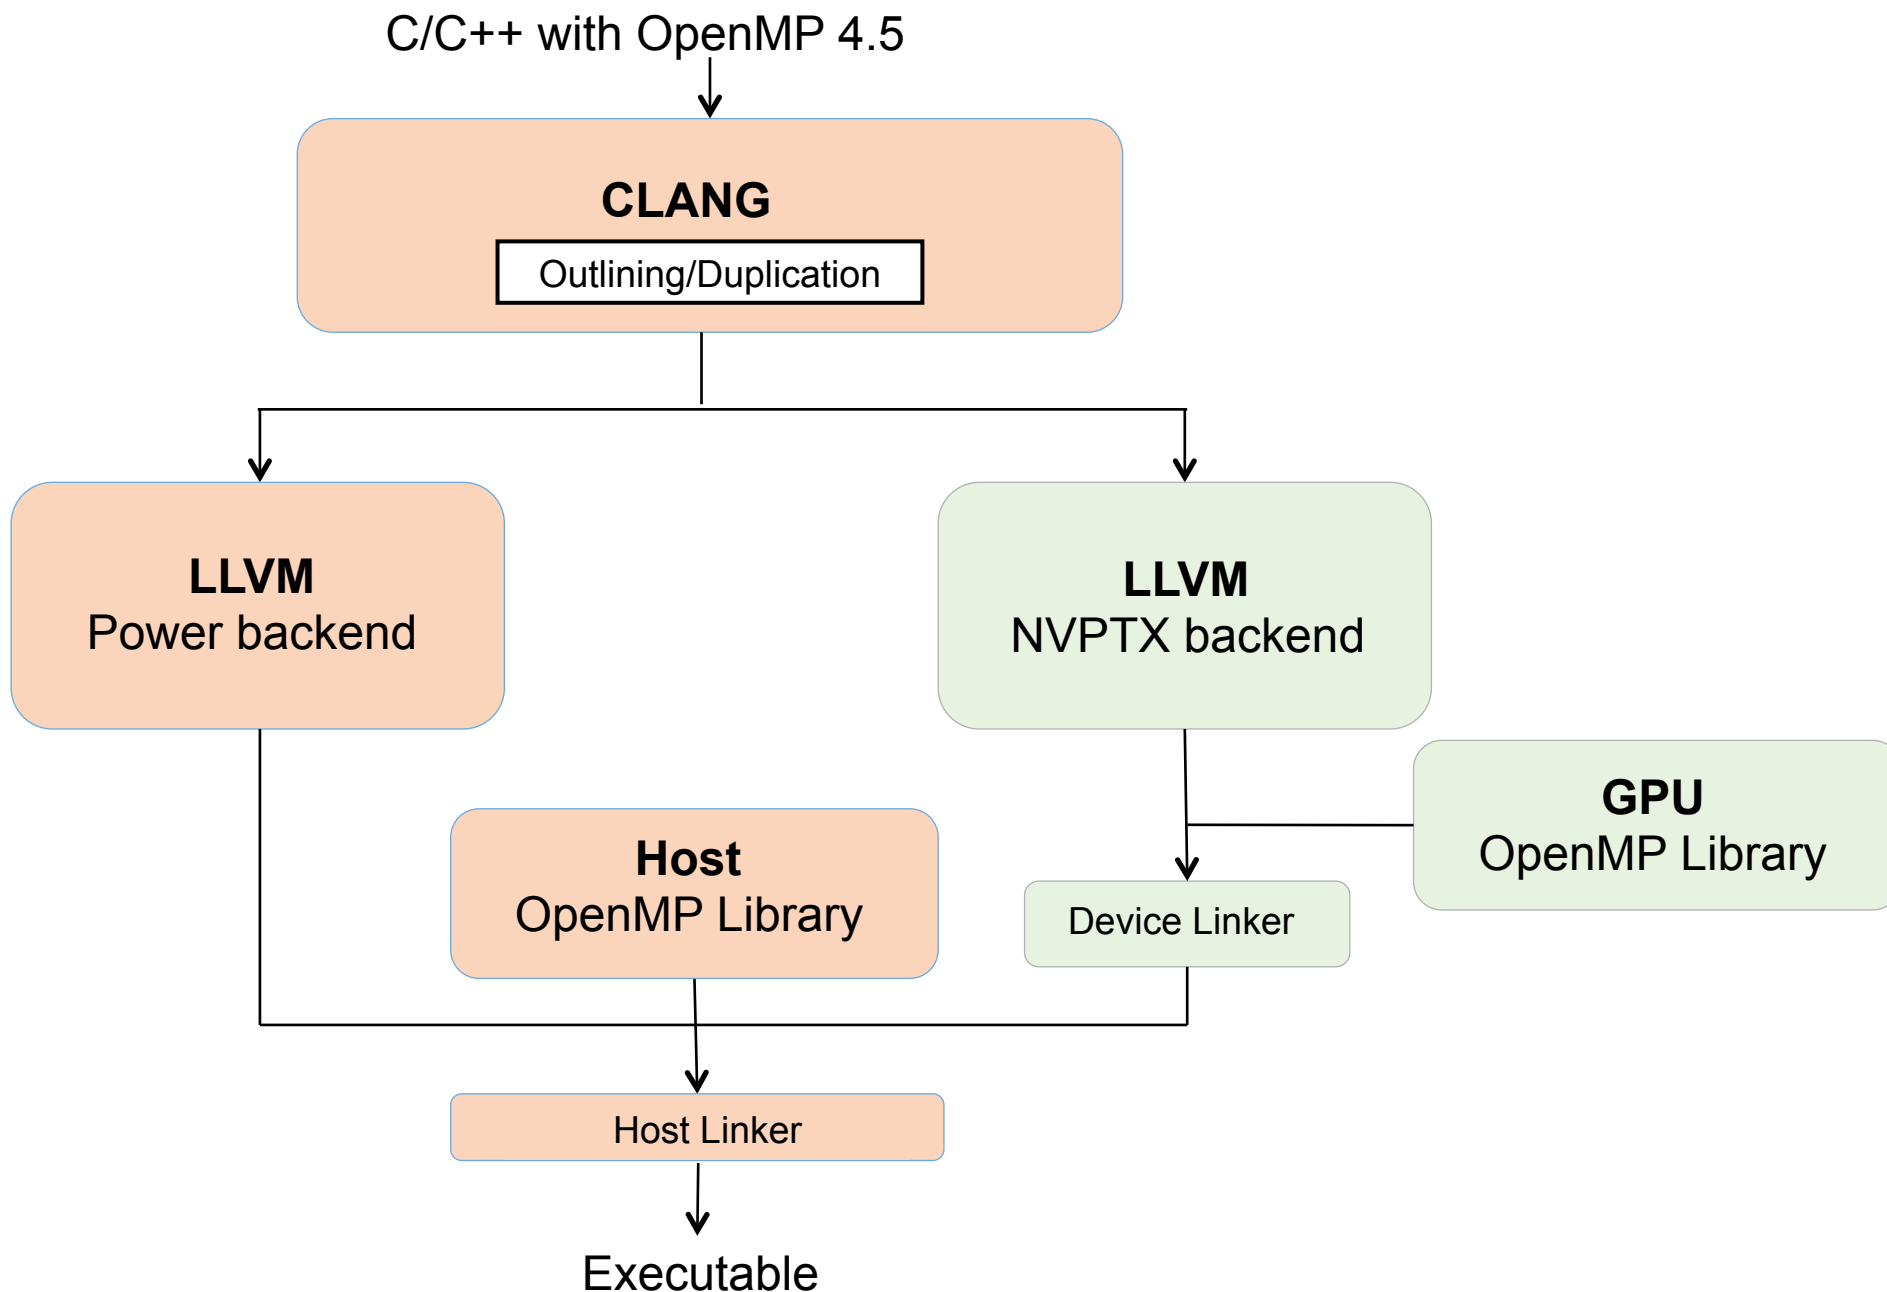 C/C++ with OpenMP 4.5
CLANG
Outlining/Duplication
LLVM
Power backend
LLVM
NVPTX backend
GPU
OpenMP Library
Host
OpenMP Library
Device Linker
Host Linker
Executable